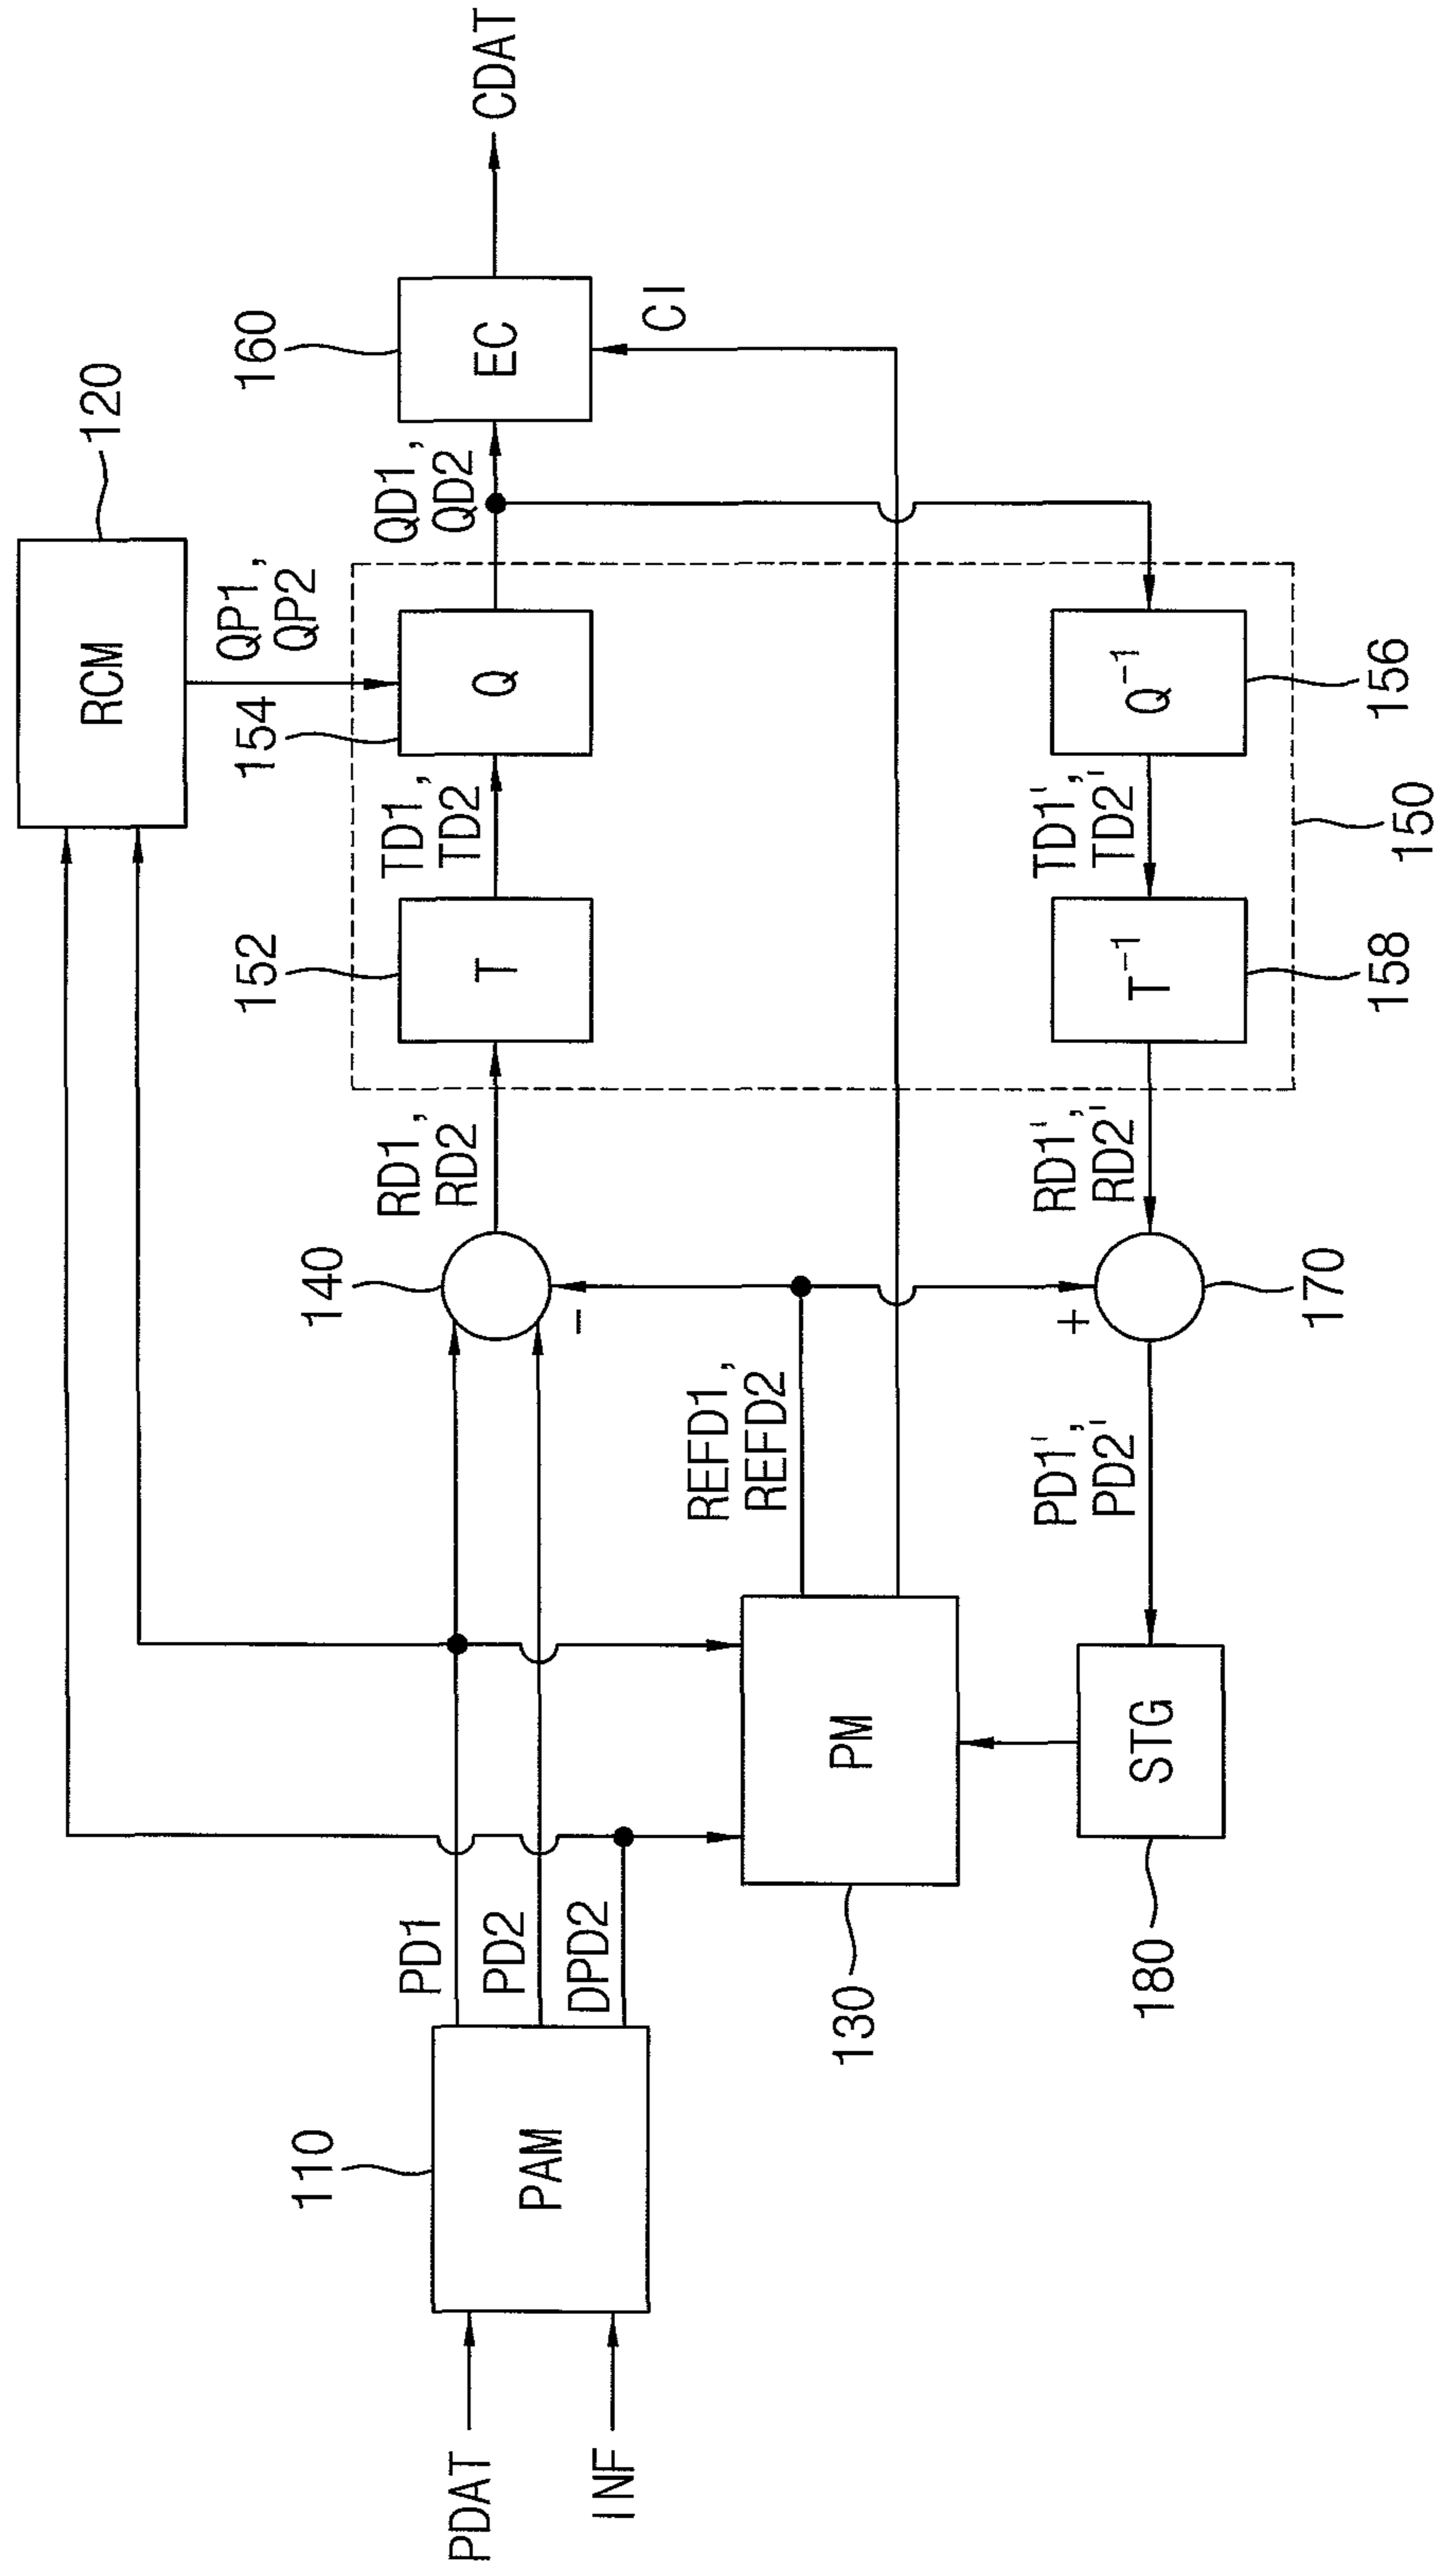 120
RCM
QP1,
QP2
160
EC
CDAT
CI
152
154
T
TD1,
TD2
Q
QD1,
QD2
140
RD1,
RD2
-
110
PAM
PDAT
INF
PD1
PD2
DPD2
REFD1,
REFD2
130
PM
+
170
PD1',
PD2'
RD1',
RD2'
T⁻¹
TD1',
TD2'
Q⁻¹
180
STG
158
156
150